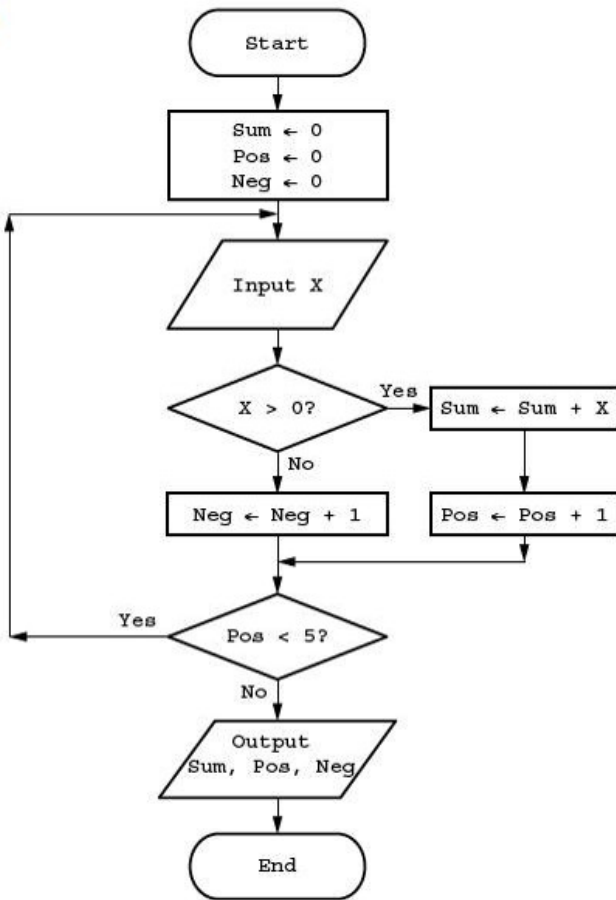 Start
Sum ← 0
Pos ← 0
Neg ← 0
Input X
X > 0?
Yes
Sum ← Sum + X
No
Neg ← Neg + 1
Pos ← Pos + 1
Yes
Pos < 5?
No
Output
Sum, Pos, Neg
End